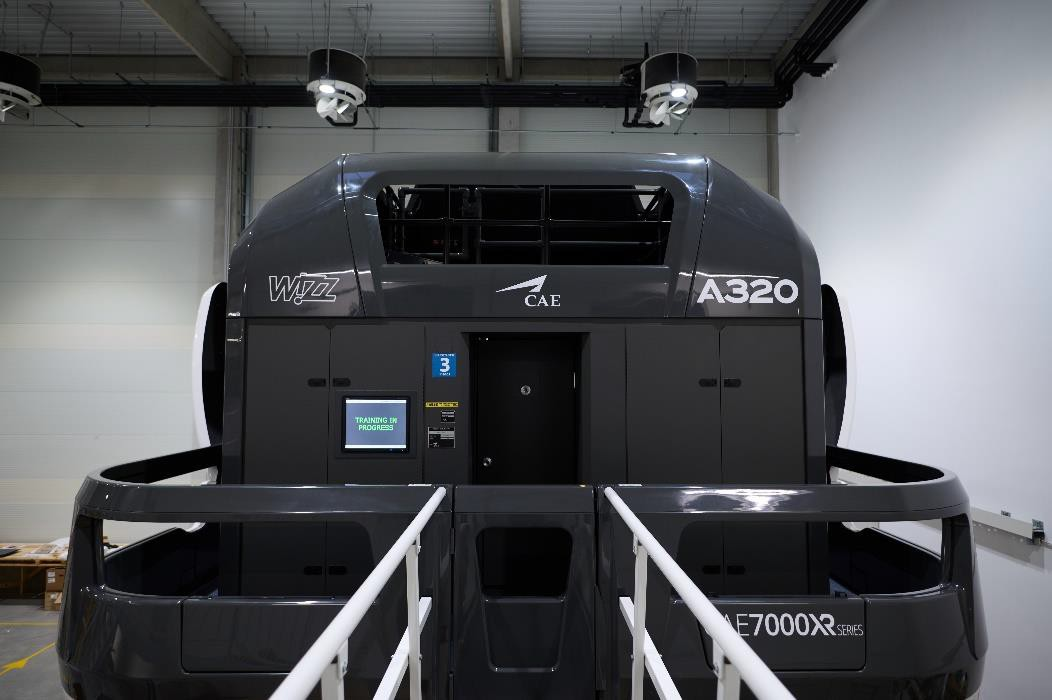 Wizz
CAE
A320
3
TRAINING IN
PROGRESS
AE7000XR SERIES